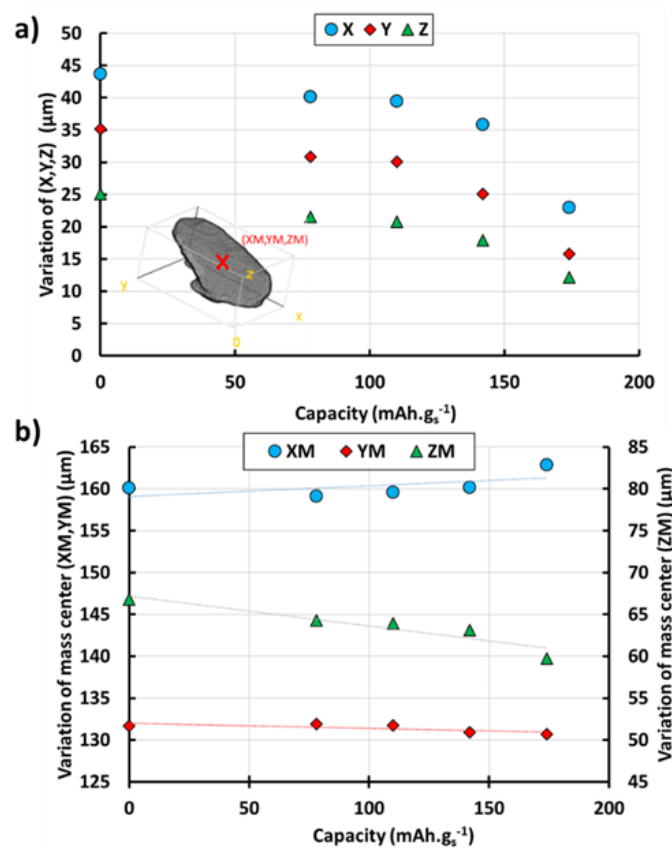 a)
X Y Z
Variation of (X,Y,Z) (µm)
50
45
40
35
30
25
20
15
10
5
0
(XM,YM,ZM)
X
y
z
x
0
0 50 100 150 200
Capacity (mAh.gₛ⁻¹)
b)
XM YM ZM
Variation of mass center (XM,YM) (µm)
165
160
155
150
145
140
135
130
125
85
80
75
70
65
60
55
50
45
Variation of mass center (ZM) (µm)
0 50 100 150 200
Capacity (mAh.gₛ⁻¹)